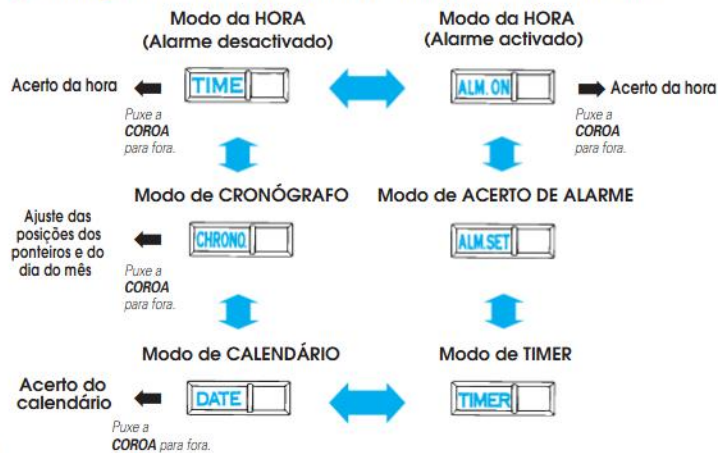 Modo da HORA
(Alarme desactivado)
Modo da HORA
(Alarme activado)
Acerto da hora
TIME
ALM. ON
Acerto da hora
Puxe a
COROA
para fora.
Puxe a
COROA
para fora.
Modo de CRONÓGRAFO
Modo de ACERTO DE ALARME
Ajuste das
posições dos
ponteiros e do
dia do mês
CHRONO.
ALM.SET
Puxe a
COROA
para fora.
Modo de CALENDÁRIO
Modo de TIMER
Acerto do
calendário
DATE
TIMER
Puxe a
COROA para fora.